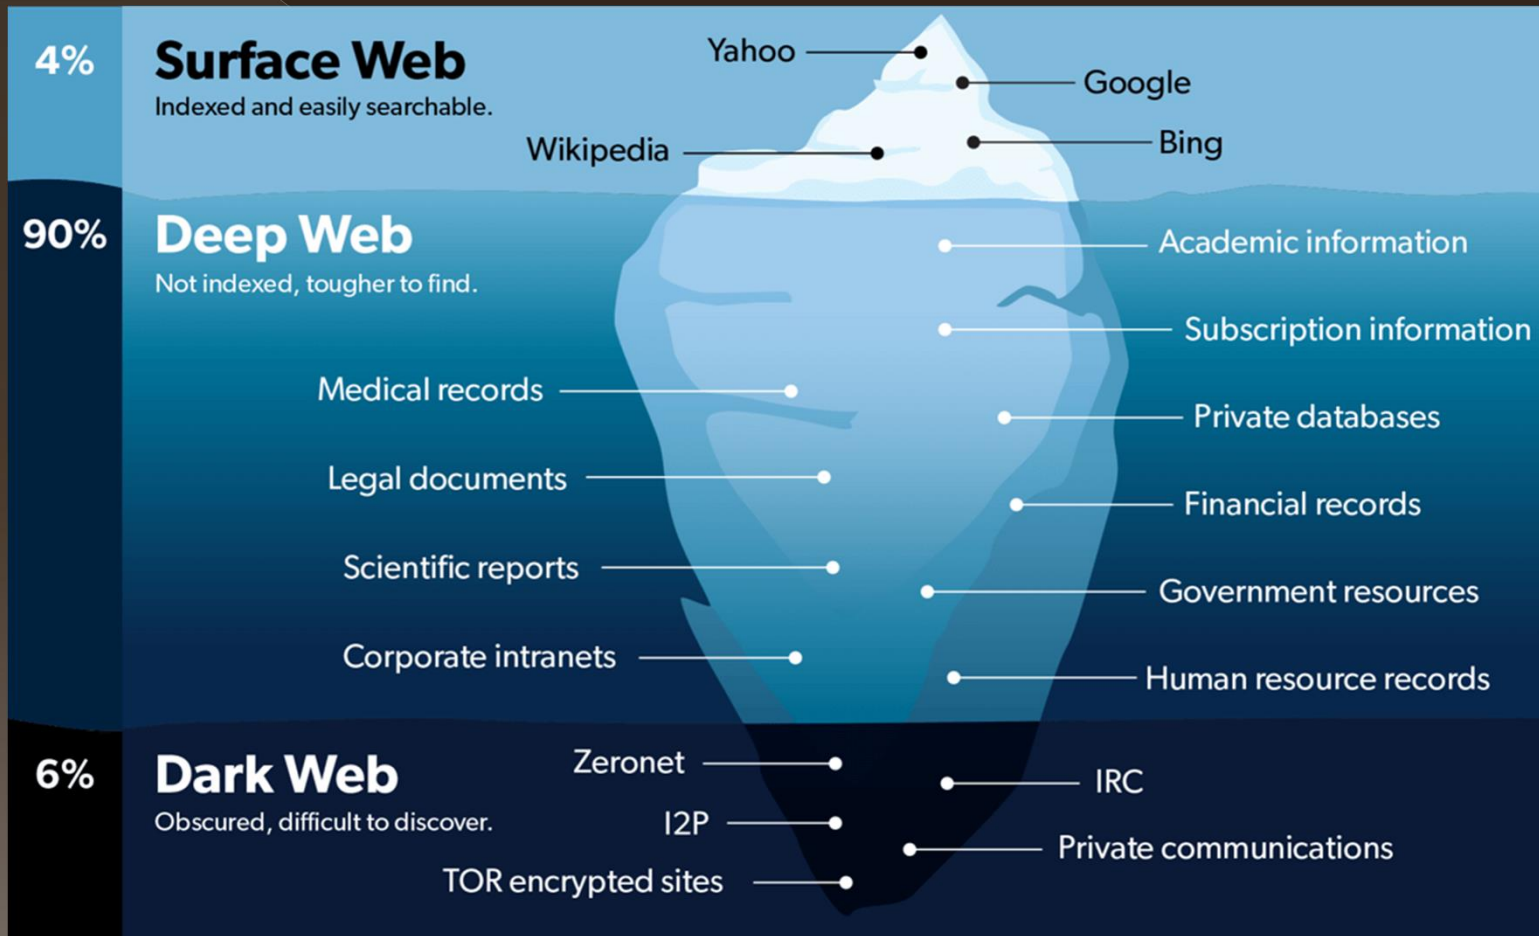 4%
Surface Web
Indexed and easily searchable.
Yahoo
Google
Wikipedia
Bing
90%
Deep Web
Not indexed, tougher to find.
Academic information
Subscription information
Medical records
Private databases
Legal documents
Financial records
Scientific reports
Government resources
Corporate intranets
Human resource records
6%
Dark Web
Obscured, difficult to discover.
Zeronet
IRC
I2P
Private communications
TOR encrypted sites